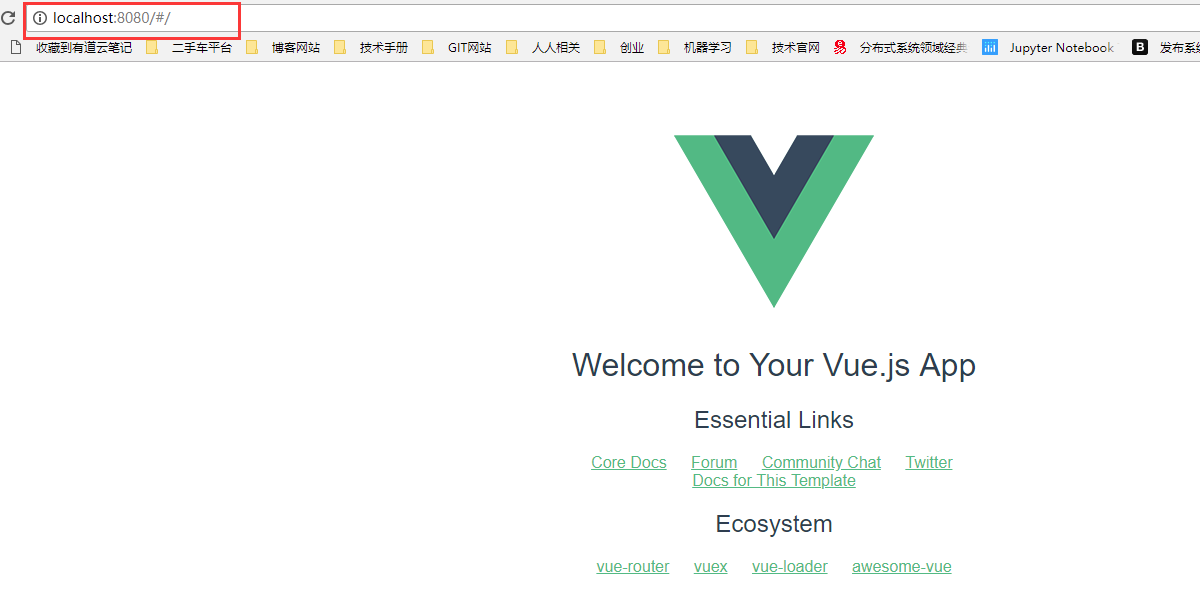 localhost:8080/#/
收藏到有道云笔记 二手车平台 博客网站 技术手册 GIT网站 人人相关 创业 机器学习 技术官网 分布式系统领域经典 Jupyter Notebook B 发布系
Welcome to Your Vue.js App
Essential Links
Core Docs Forum Community Chat Twitter
Docs for This Template
Ecosystem
vue-router vuex vue-loader awesome-vue